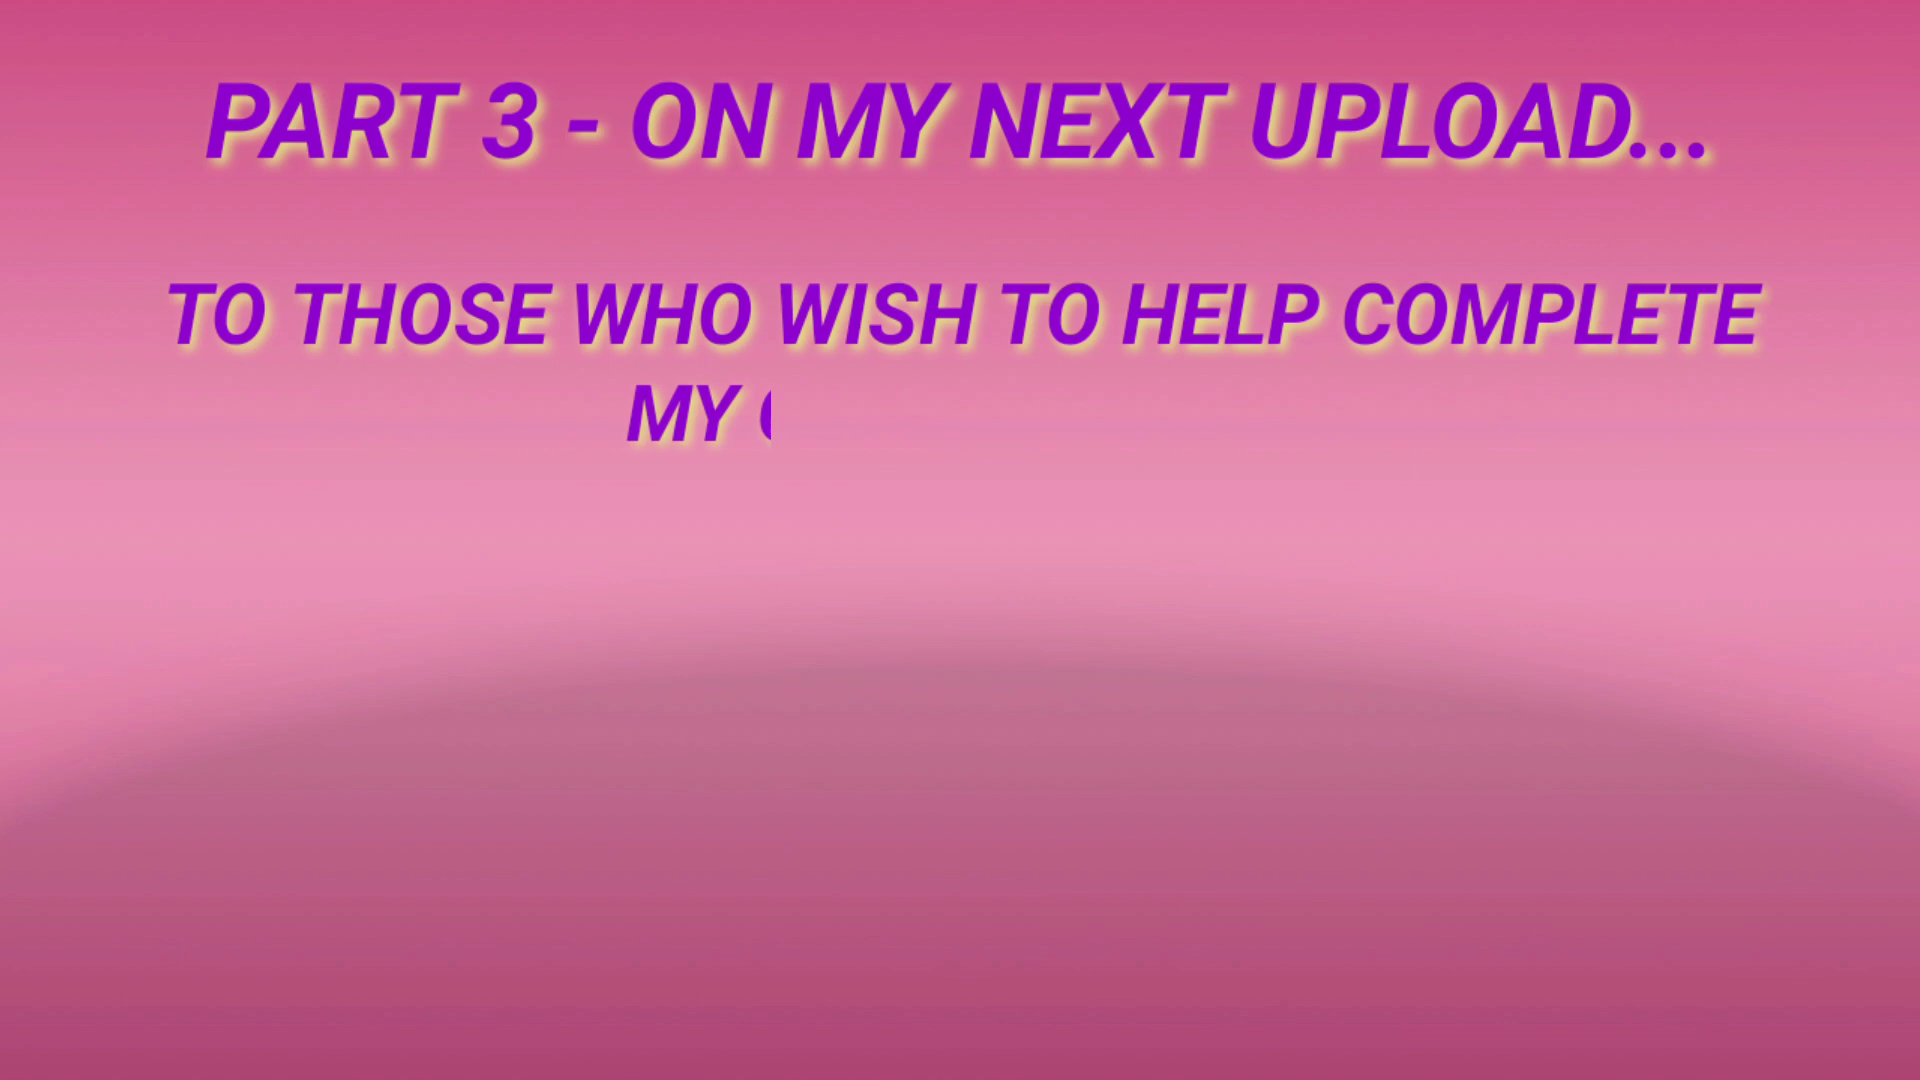 PART 3 - ON MY NEXT UPLOAD...
TO THOSE WHO WISH TO HELP COMPLETE
MY